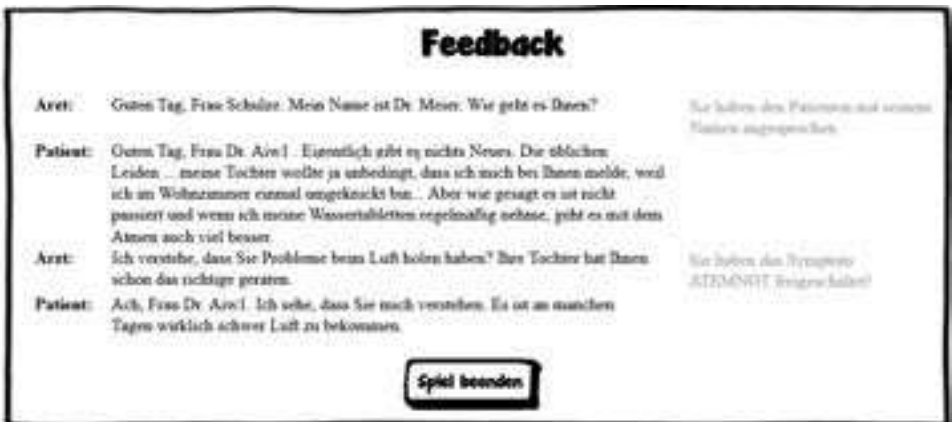 Feedback
Arzt: Guten Tag, Frau Schulze. Mein Name ist Dr. Meier. Wie geht es Ihnen?
Sie haben den Patienten mit seinem
Namen angesprochen
Patient: Guten Tag, Frau Dr. Aiw1 . Eigentlich gibt es nichts Neues. Die üblichen
Leiden ... meine Tochter wollte ja unbedingt, dass ich mich bei Ihnen melde, weil
ich im Wohnzimmer einmal umgeknickt bin... Aber wie gesagt es ist nicht
passiert und wenn ich meine Wassertabletten regelmäßig nehme, geht es mit dem
Atmen auch viel besser.
Arzt: Ich verstehe, dass Sie Probleme beim Luft holen haben? Ihre Tochter hat Ihnen
schon das richtige geraten.
Sie haben das Symptom
ATEMNOT freigeschaltet!
Patient: Ach, Frau Dr. Aiw1. Ich sehe, dass Sie mich verstehen. Es ist an manchen
Tagen wirklich schwer Luft zu bekommen.
Spiel beenden